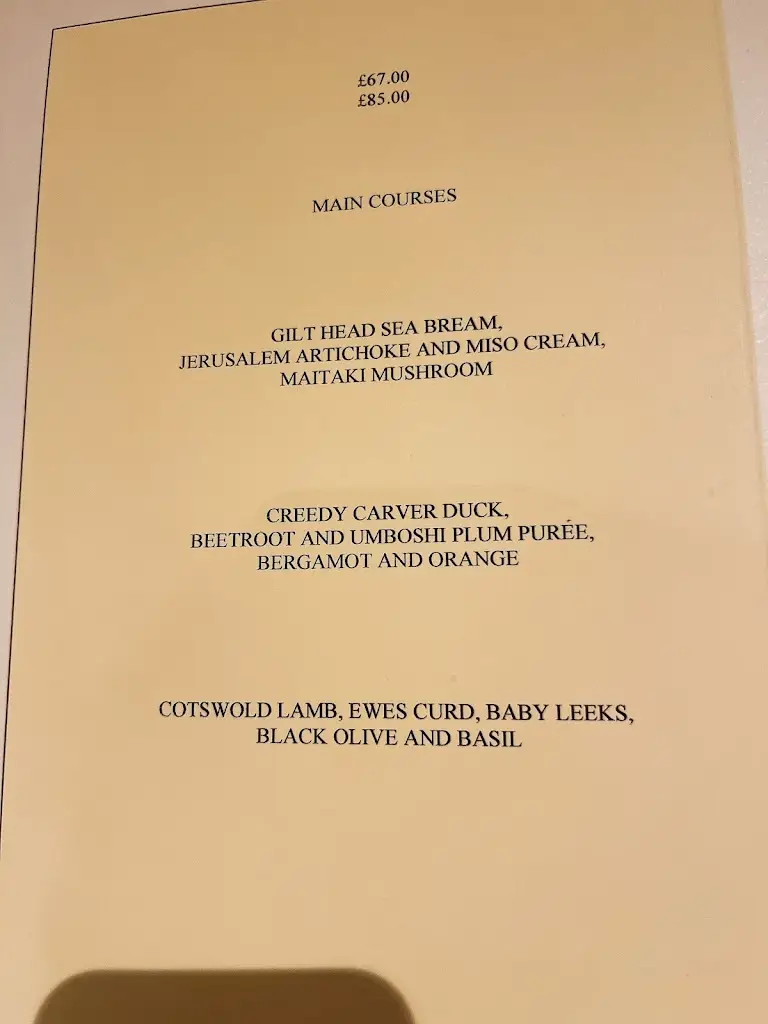 £67.00
£85.00
MAIN COURSES
GILT HEAD SEA BREAM,
JERUSALEM ARTICHOKE AND MISO CREAM,
MAITAKI MUSHROOM
CREEDY CARVER DUCK,
BEETROOT AND UMBOSHI PLUM PURÉE,
BERGAMOT AND ORANGE
COTSWOLD LAMB, EWES CURD, BABY LEEKS,
BLACK OLIVE AND BASIL